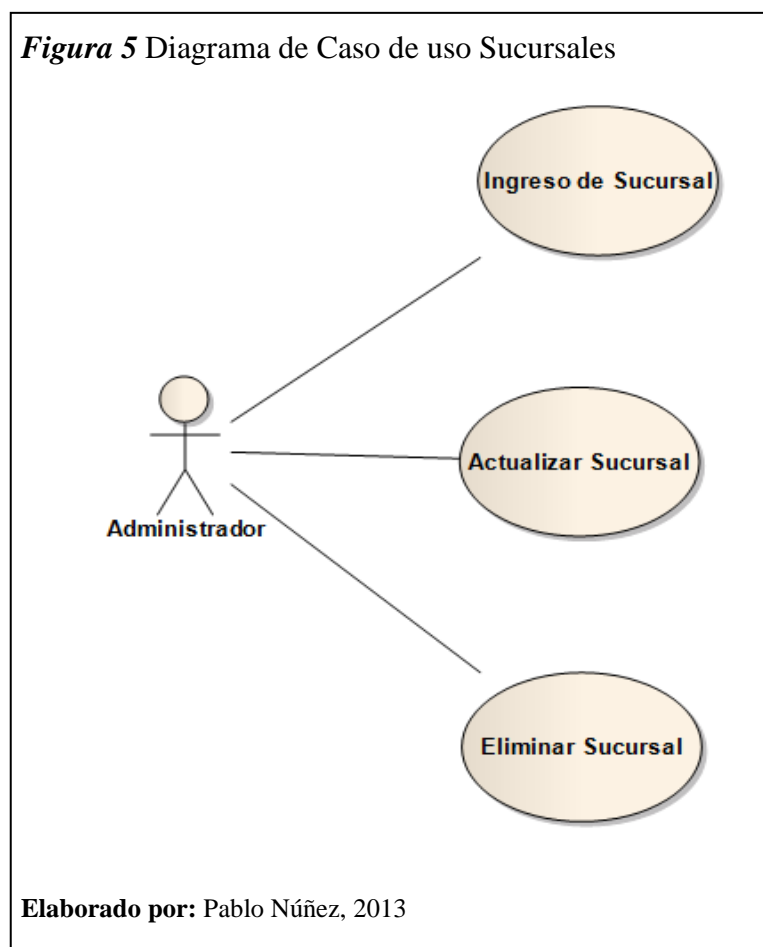 Figura 5 Diagrama de Caso de uso Sucursales
Ingreso de Sucursal
Actualizar Sucursal
Administrador
Eliminar Sucursal
Elaborado por: Pablo Núñez, 2013